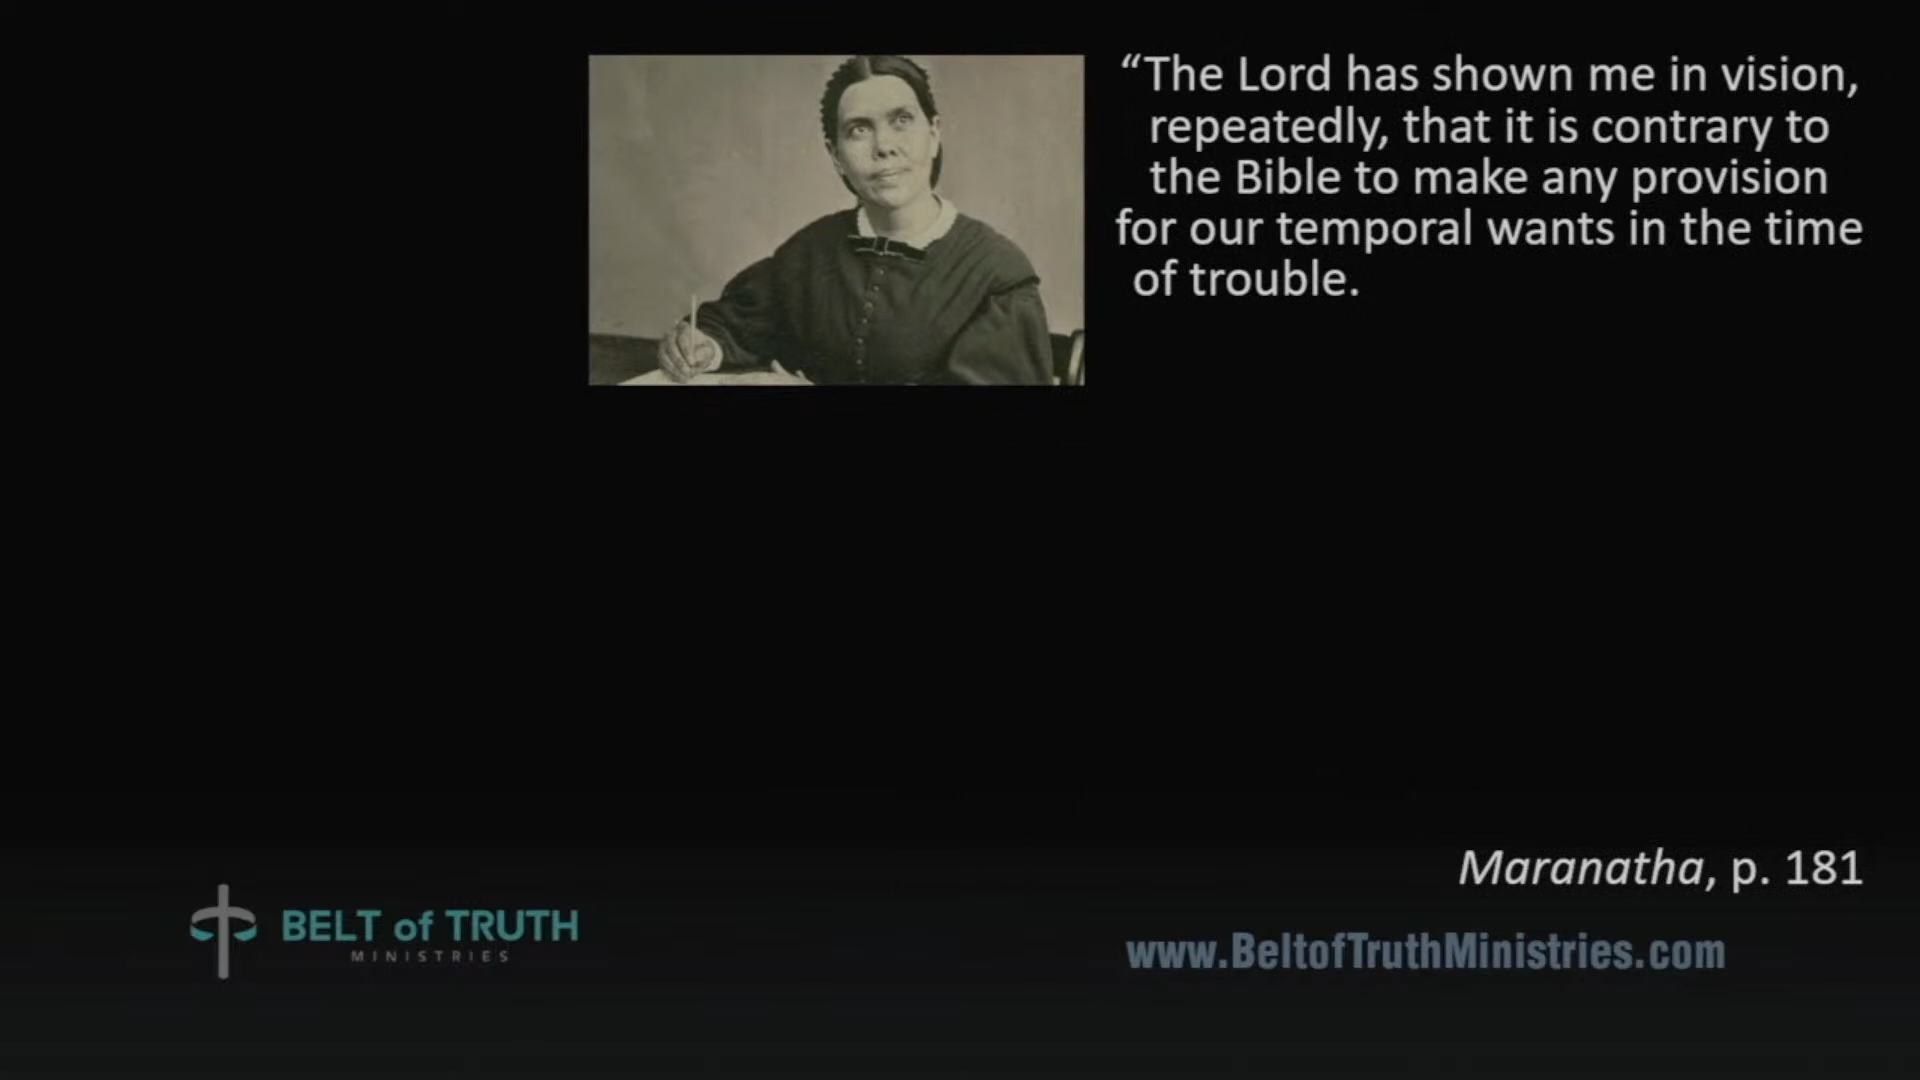 “The Lord has shown me in vision,
repeatedly, that it is contrary to
the Bible to make any provision
for our temporal wants in the time
of trouble.
Maranatha, p. 181
BELT of TRUTH
MINISTRIES
www.BeltofTruthMinistries.com